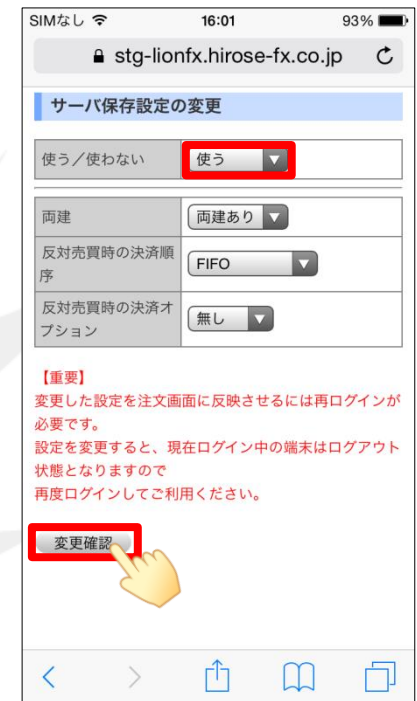 SIMなし 16:01 93%
stg-lionfx.hirose-fx.co.jp
サーバ保存設定の変更
使う／使わない 使う
両建 両建あり
反対売買時の決済順
序 FIFO
反対売買時の決済オ
プション 無し
【重要】
変更した設定を注文画面に反映させるには再ログインが
必要です。
設定を変更すると、現在ログイン中の端末はログアウト
状態となりますので
再度ログインしてご利用ください。
変更確認